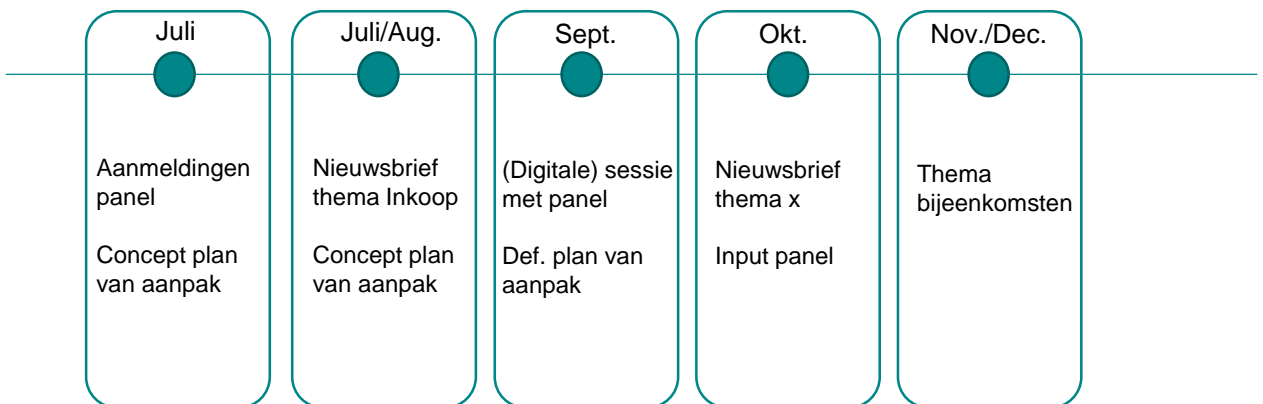 Juli
Aanmeldingen
panel
Concept plan
van aanpak
Juli/Aug.
Nieuwsbrief
thema Inkoop
Concept plan
van aanpak
Sept.
(Digitale) sessie
met panel
Def. plan van
aanpak
Okt.
Nieuwsbrief
thema x
Input panel
Nov./Dec.
Thema
bijeenkomsten